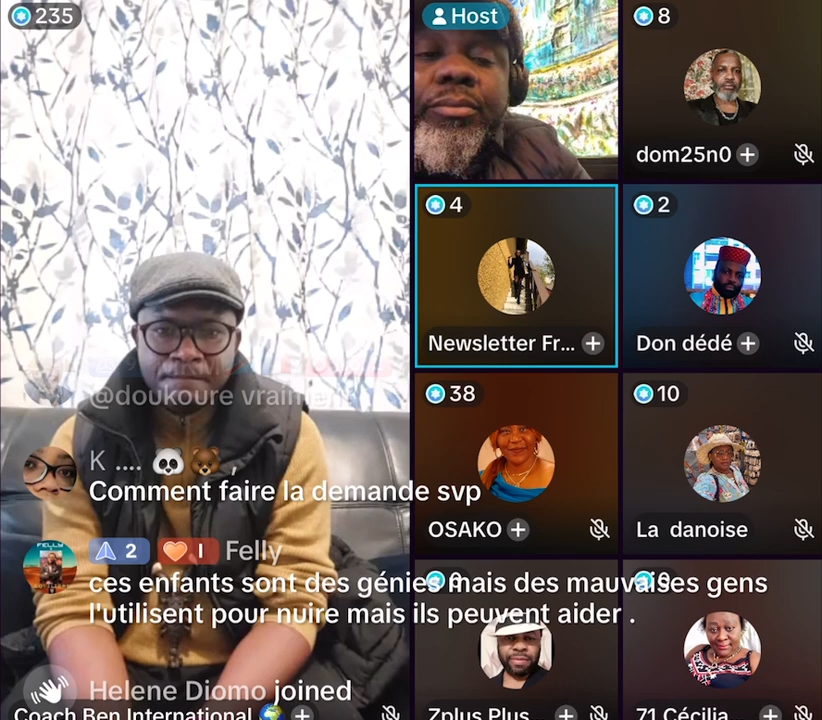 235
Host
8
dom25n0
4
Newsletter Fr...
2
Don dédé
@doukoure vraiment
38
OSAKO
10
La danoise
K .... 🐼🐻 ,
Comment faire la demande svp
2 I Felly
ces enfants sont des génies mais des mauvaises gens
l'utilisent pour nuire mais ils peuvent aider .
Helene Diomo joined
Coach Ben International 🌍
Zplus Plus...
71 Cécilia...